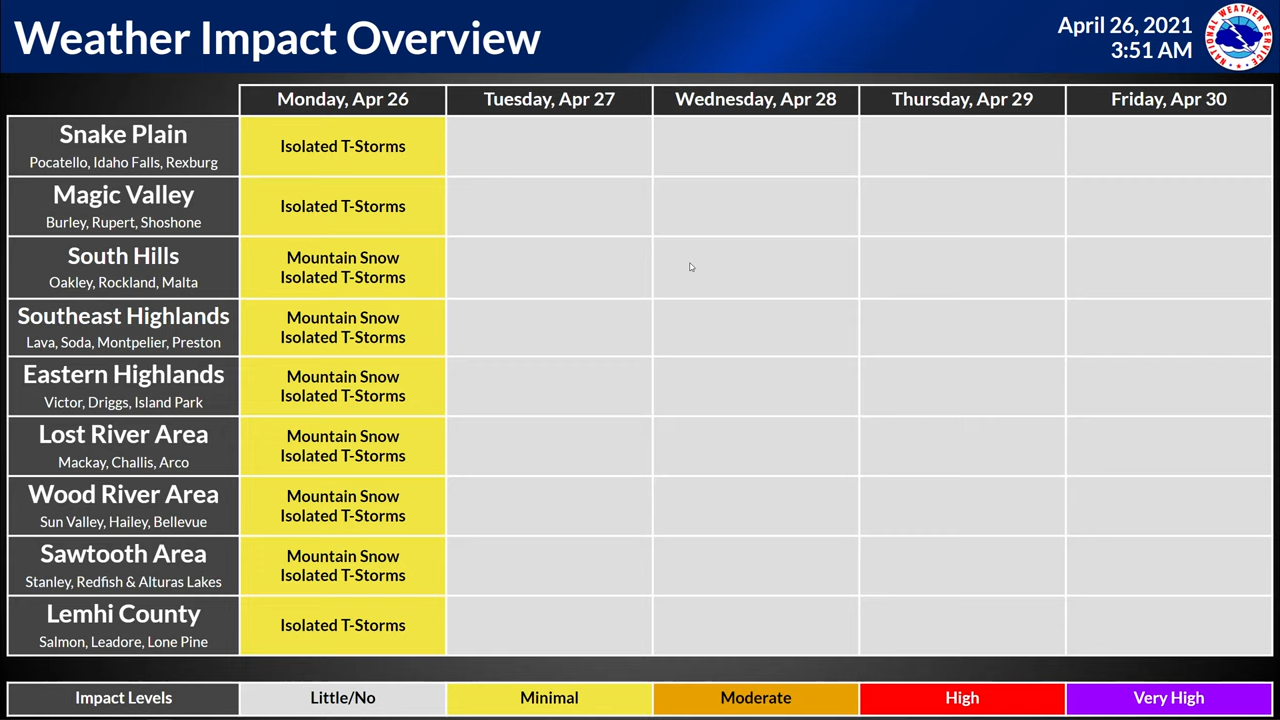 Weather Impact Overview
April 26, 2021
3:51 AM
NATIONAL WEATHER SERVICE
Monday, Apr 26
Tuesday, Apr 27
Wednesday, Apr 28
Thursday, Apr 29
Friday, Apr 30
Snake Plain
Pocatello, Idaho Falls, Rexburg
Isolated T-Storms
Magic Valley
Burley, Rupert, Shoshone
Isolated T-Storms
South Hills
Oakley, Rockland, Malta
Mountain Snow
Isolated T-Storms
Southeast Highlands
Lava, Soda, Montpelier, Preston
Mountain Snow
Isolated T-Storms
Eastern Highlands
Victor, Driggs, Island Park
Mountain Snow
Isolated T-Storms
Lost River Area
Mackay, Challis, Arco
Mountain Snow
Isolated T-Storms
Wood River Area
Sun Valley, Hailey, Bellevue
Mountain Snow
Isolated T-Storms
Sawtooth Area
Stanley, Redfish & Alturas Lakes
Mountain Snow
Isolated T-Storms
Lemhi County
Salmon, Leadore, Lone Pine
Isolated T-Storms
Impact Levels
Little/No
Minimal
Moderate
High
Very High